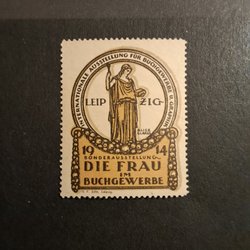 INTERNATIONALE AUSSTELLUNG FÜR BUCHGEWERBE U. GRAPHIK
LEIP ZIG
19 14
SONDERAUSSTELLUNG
DIE FRAU
IM
BUCHGEWERBE